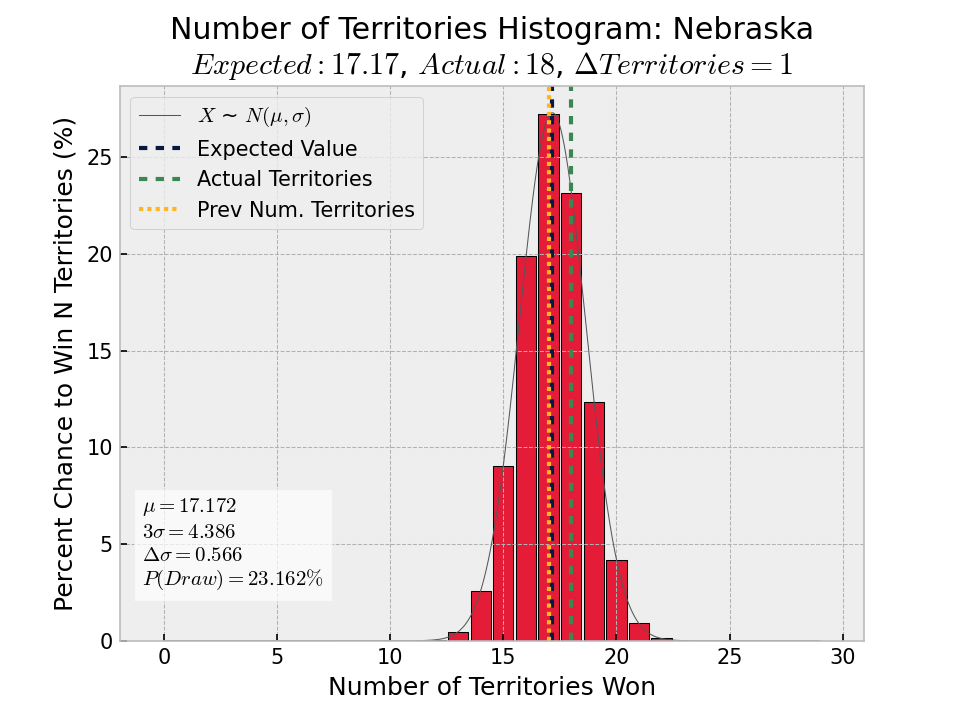 Number of Territories Histogram: Nebraska
Expected: 17.17, Actual: 18, ΔTerritories = 1
X ~ N(μ, σ)
Expected Value
Actual Territories
Prev Num. Territories
Percent Chance to Win N Territories (%)
25
20
15
10
5
0
μ = 17.172
3σ = 4.386
Δσ = 0.566
P(Draw) = 23.162%
0 5 10 15 20 25 30
Number of Territories Won